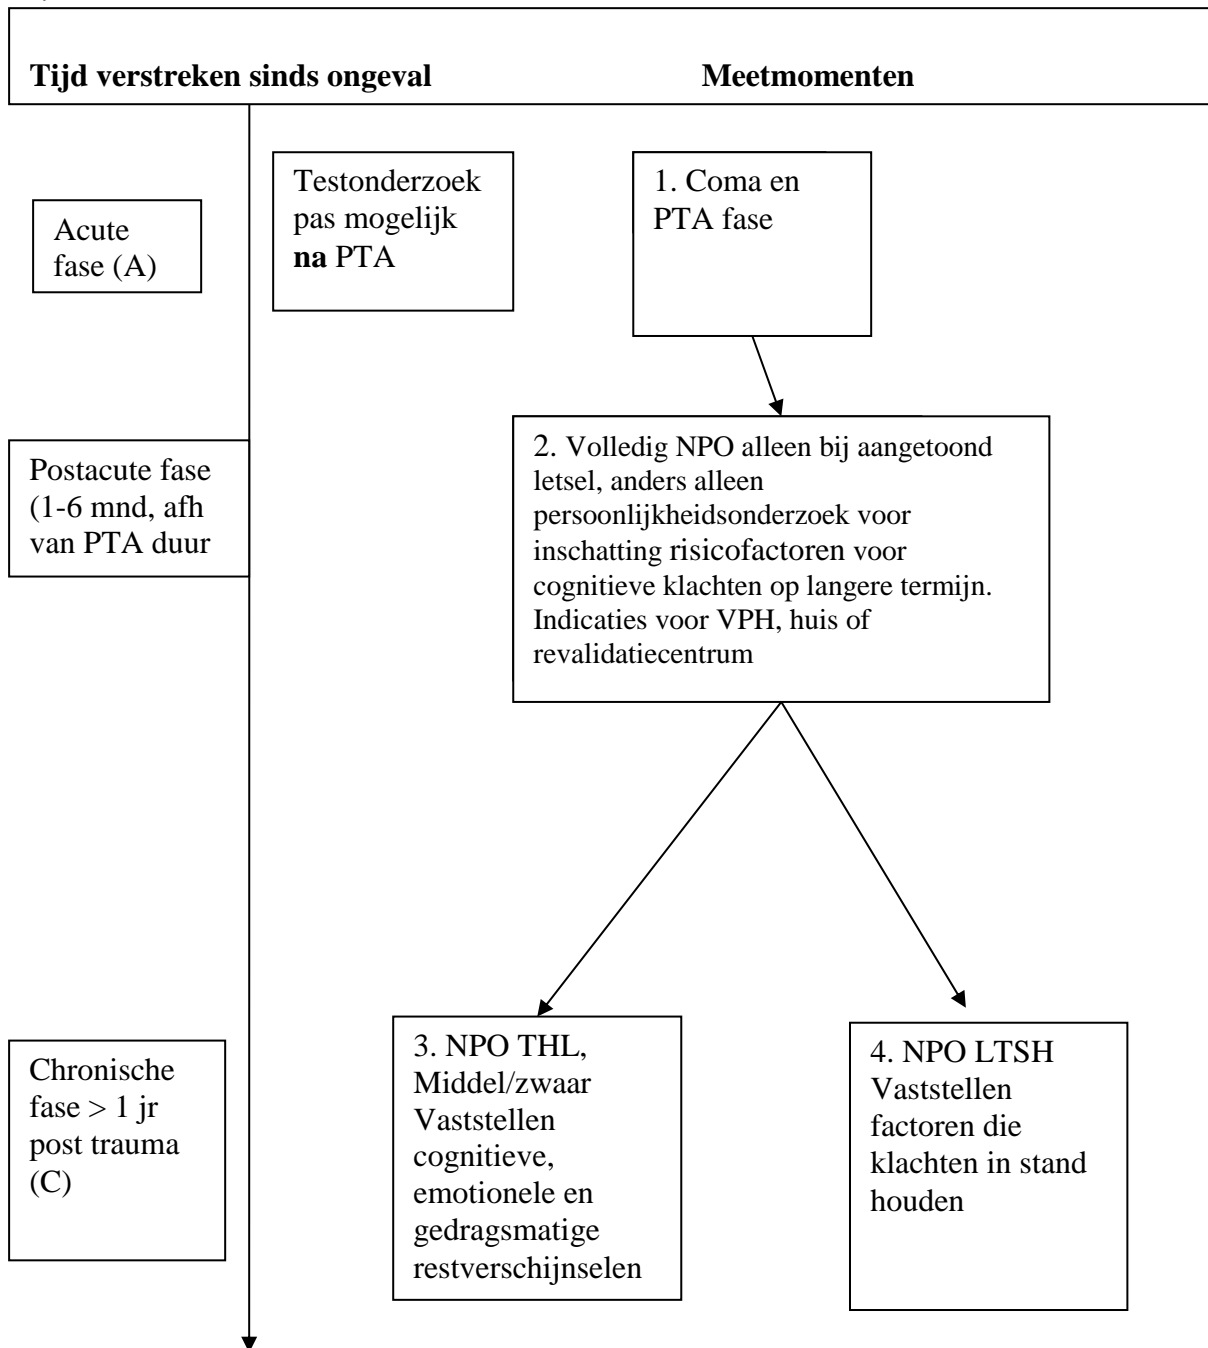 Tijd verstreken sinds ongeval Meetmomenten
Acute
fase (A)
Testonderzoek
pas mogelijk
na PTA
1. Coma en
PTA fase
Postacute fase
(1-6 mnd, afh
van PTA duur
2. Volledig NPO alleen bij aangetoond
letsel, anders alleen
persoonlijkheidsonderzoek voor
inschatting risicofactoren voor
cognitieve klachten op langere termijn.
Indicaties voor VPH, huis of
revalidatiecentrum
Chronische
fase > 1 jr
post trauma
(C)
3. NPO THL,
Middel/zwaar
Vaststellen
cognitieve,
emotionele en
gedragsmatige
restverschijnselen
4. NPO LTSH
Vaststellen
factoren die
klachten in stand
houden